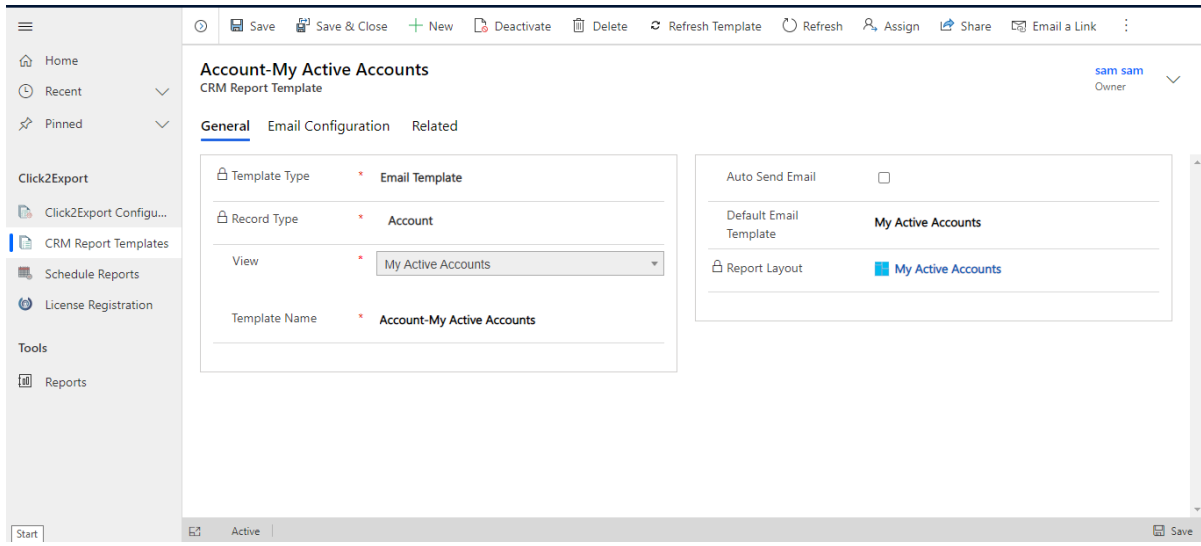 Save Save & Close New Deactivate Delete Refresh Template Refresh Assign Share Email a Link
Home
Recent
Pinned
Click2Export
Click2Export Configu...
CRM Report Templates
Schedule Reports
License Registration
Tools
Reports
Start
Account-My Active Accounts
CRM Report Template
sam sam
Owner
General Email Configuration Related
Template Type * Email Template
Record Type * Account
View * My Active Accounts
Template Name * Account-My Active Accounts
Auto Send Email
Default Email
Template
My Active Accounts
Report Layout My Active Accounts
Active
Save